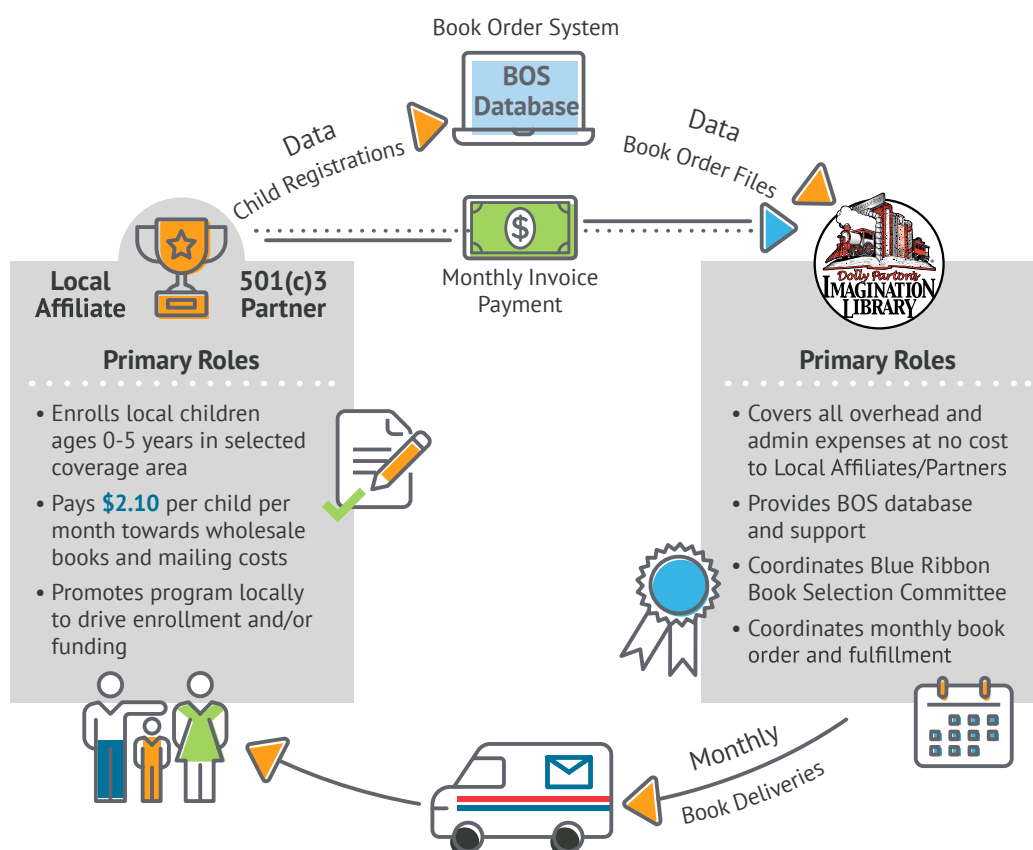 Book Order System
BOS
Database
Data
Child Registrations
Data
Book Order Files
$
Monthly Invoice
Payment
Local
Affiliate
501(c)3
Partner
Dolly Parton's
IMAGINATION
LIBRARY
Primary Roles
• Enrolls local children
ages 0-5 years in selected
coverage area
• Pays $2.10 per child per
month towards wholesale
books and mailing costs
• Promotes program locally
to drive enrollment and/or
funding
Primary Roles
• Covers all overhead and
admin expenses at no cost
to Local Affiliates/Partners
• Provides BOS database
and support
• Coordinates Blue Ribbon
Book Selection Committee
• Coordinates monthly book
order and fulfillment
Monthly
Book Deliveries